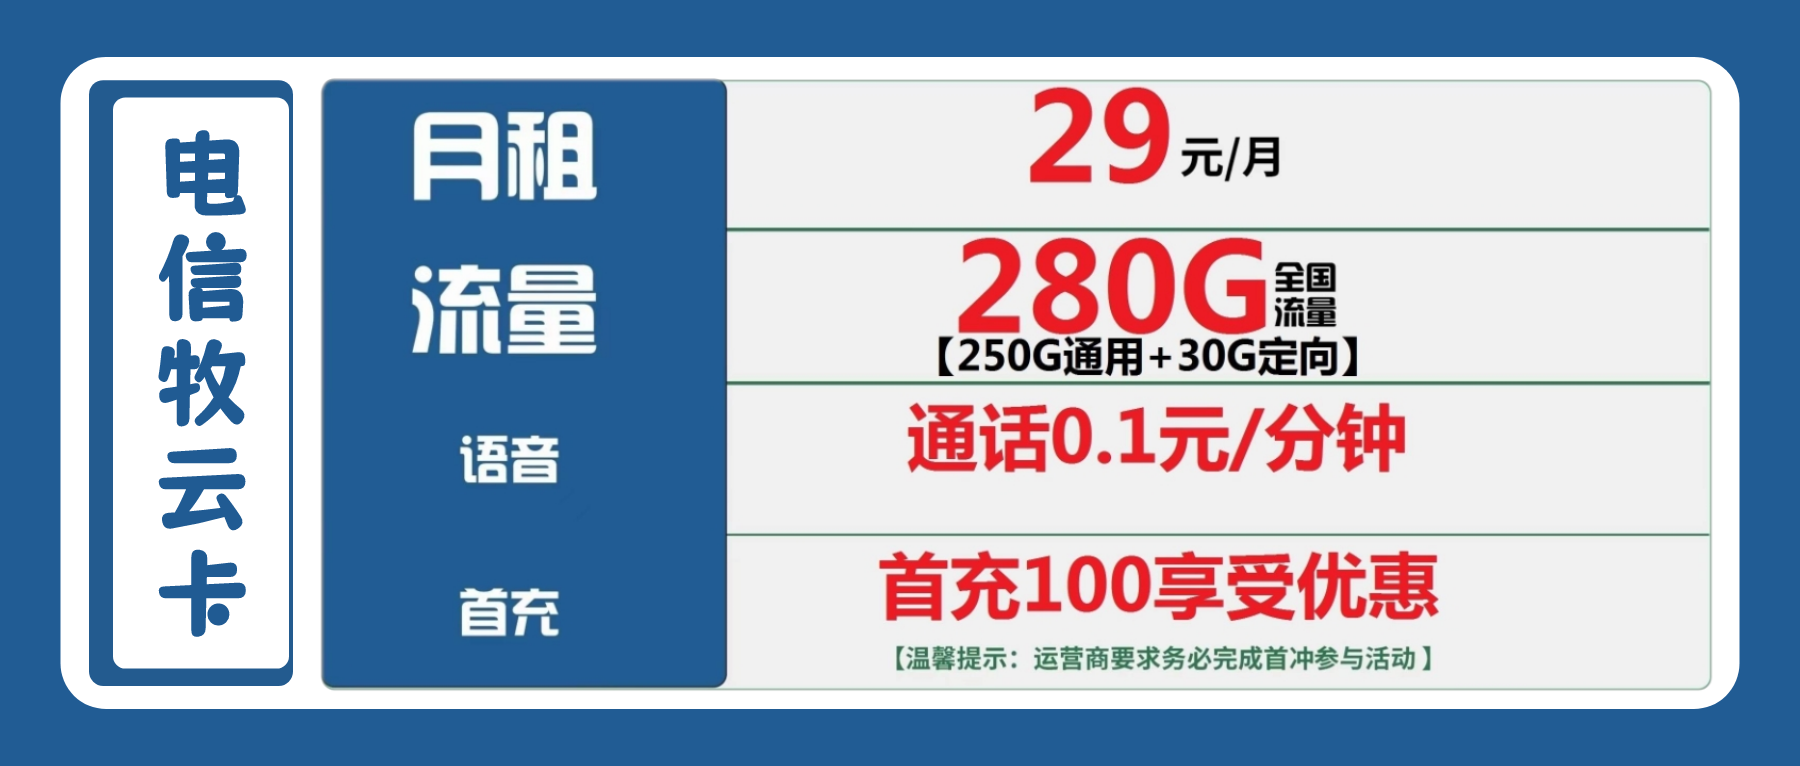 电信牧云卡
月租
29元/月
流量
280G全国流量
【250G通用+30G定向】
语音
通话0.1元/分钟
首充
首充100享受优惠
【温馨提示：运营商要求务必完成首冲参与活动】